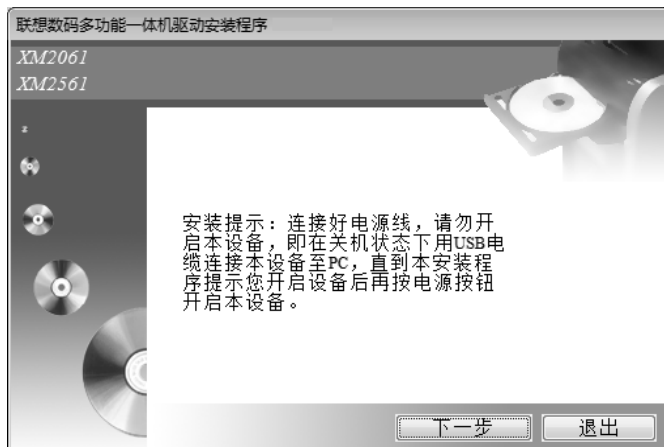 联想数码多功能一体机驱动安装程序
XM2061
XM2561
z
安装提示：连接好电源线，请勿开
启本设备，即在关机状态下用USB电
缆连接本设备至PC，直到本安装程
序提示您开启设备后再按电源按钮
开启本设备。
下一步
退出